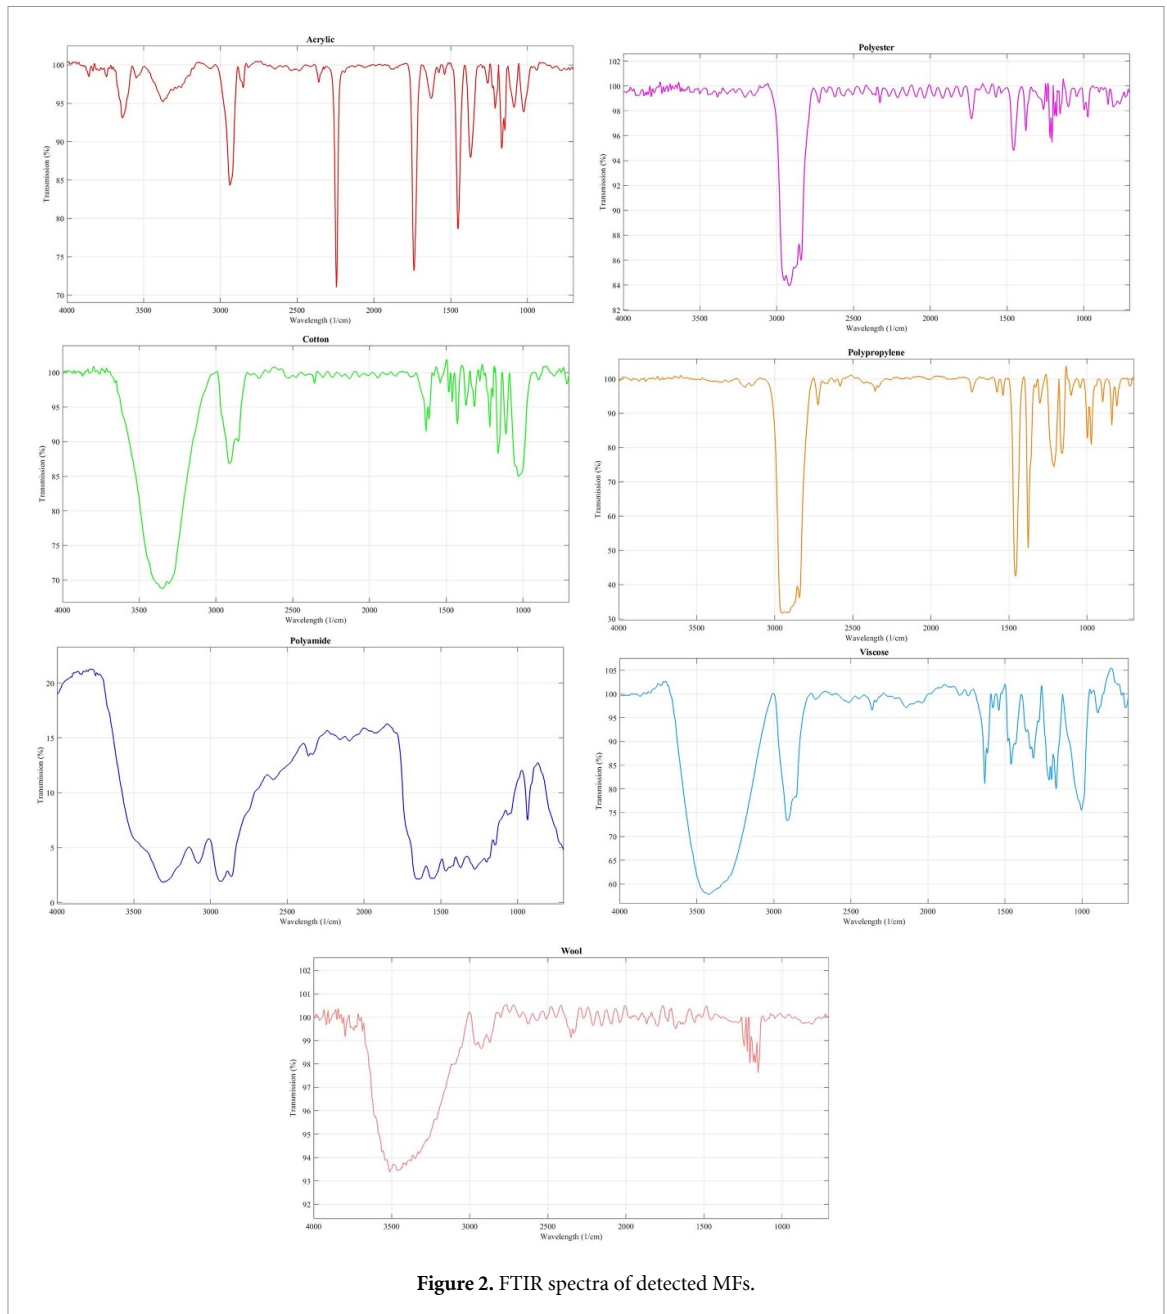 Acrylic
100
95
90
85
80
75
70
Transmission (%)
4000 3500 3000 2500 2000 1500 1000
Wavelength (1/cm)
Polyester
102
100
98
96
94
92
90
88
86
84
82
Transmission (%)
4000 3500 3000 2500 2000 1500 1000
Wavelength (1/cm)
Cotton
100
95
90
85
80
75
70
Transmission (%)
4000 3500 3000 2500 2000 1500 1000
Wavelength (1/cm)
Polypropylene
100
90
80
70
60
50
40
30
Transmission (%)
4000 3500 3000 2500 2000 1500 1000
Wavelength (1/cm)
Polyamide
20
15
10
5
0
Transmission (%)
4000 3500 3000 2500 2000 1500 1000
Wavelength (1/cm)
Viscose
105
100
95
90
85
80
75
70
65
60
Transmission (%)
4000 3500 3000 2500 2000 1500 1000
Wavelength (1/cm)
Wool
102
101
100
99
98
97
96
95
94
93
92
Transmission (%)
4000 3500 3000 2500 2000 1500 1000
Wavelength (1/cm)
Figure 2. FTIR spectra of detected MFs.